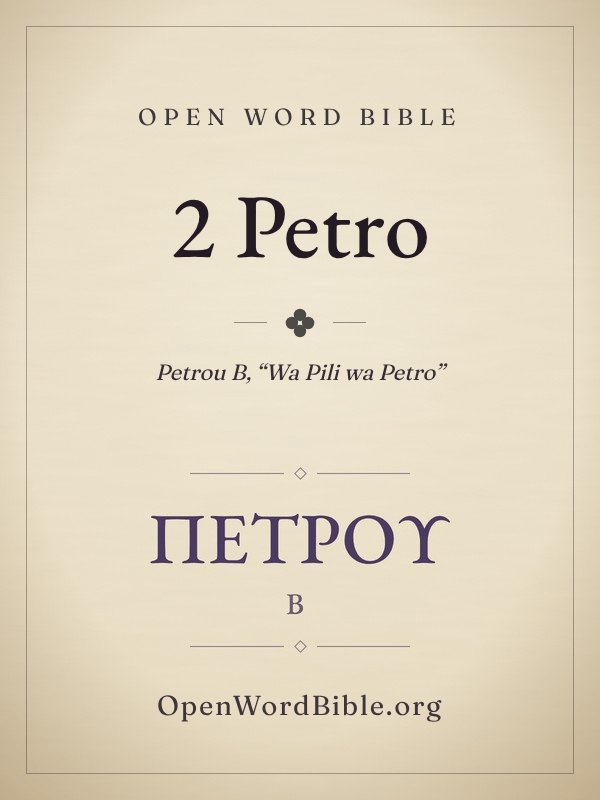 OPEN WORD BIBLE
2 Petro
Petrou B, “Wa Pili wa Petro”
ΠΕΤΡΟΥ
Β
OpenWordBible.org